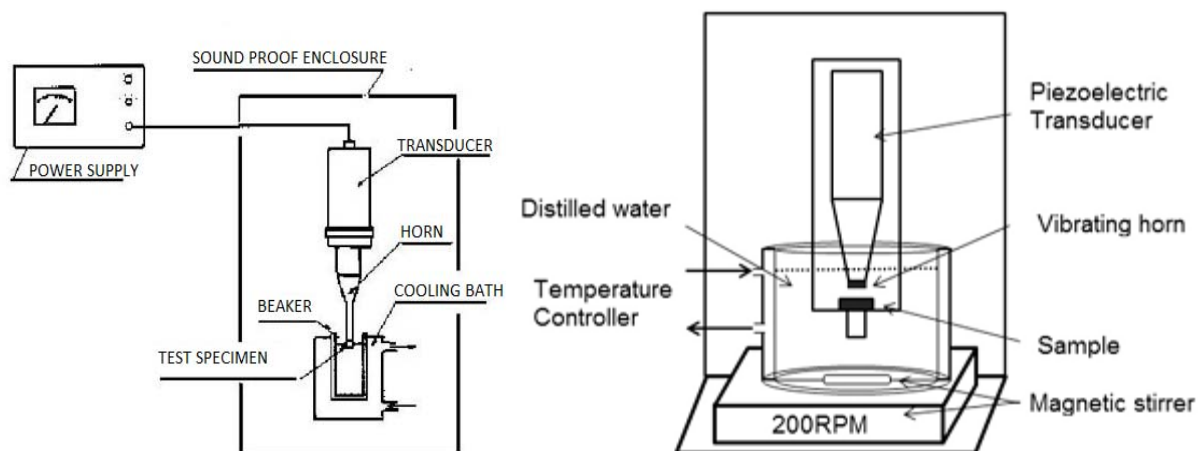 SOUND PROOF ENCLOSURE
POWER SUPPLY
TRANSDUCER
HORN
COOLING BATH
BEAKER
TEST SPECIMEN
Piezoelectric
Transducer
Distilled water
Vibrating horn
Temperature
Controller
Sample
Magnetic stirrer
200RPM